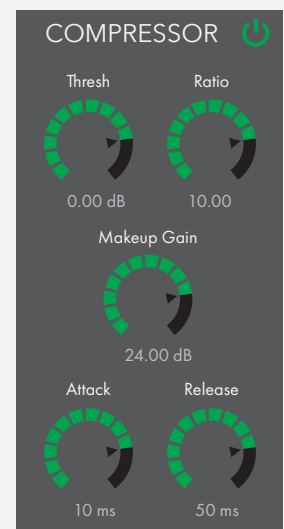 COMPRESSOR
Thresh Ratio
0.00 dB 10.00
Makeup Gain
24.00 dB
Attack Release
10 ms 50 ms